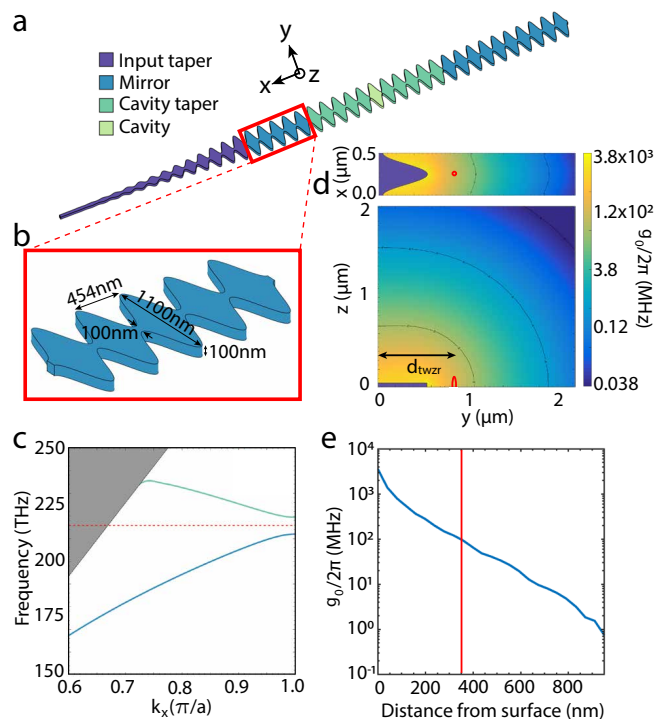 a
Input taper
Mirror
Cavity taper
Cavity
y
x
z
b
454nm
1100nm
100nm
100nm
d
0.5
0.0
x (μm)
2
1
0
z (μm)
d_twzr
0
1
2
y (μm)
3.8x10³
1.2x10²
3.8
0.12
0.038
g₀/2π (MHz)
c
250
225
200
175
150
Frequency (THz)
0.6
0.7
0.8
0.9
1.0
kₓ(π/a)
e
10⁴
10³
10²
10¹
10⁰
10⁻¹
g₀/2π (MHz)
0
200
400
600
800
Distance from surface (nm)